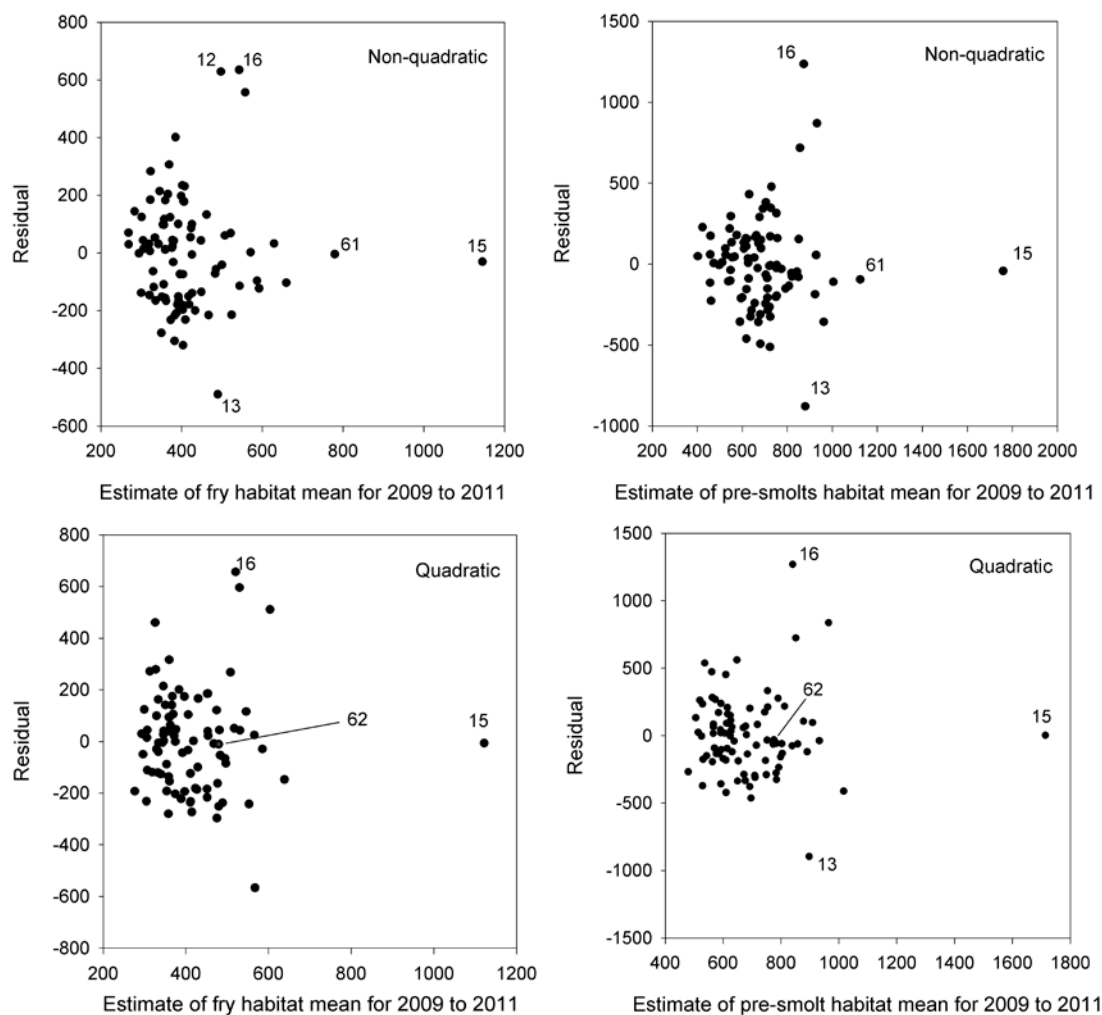 800
600
400
200
0
-200
-400
-600
Residual
12
16
Non-quadratic
61
15
13
200 400 600 800 1000 1200
Estimate of fry habitat mean for 2009 to 2011
1500
1000
500
0
-500
-1000
Residual
16
Non-quadratic
61
15
13
200 400 600 800 1000 1200 1400 1600 1800 2000
Estimate of pre-smolts habitat mean for 2009 to 2011
800
600
400
200
0
-200
-400
-600
-800
Residual
16
Quadratic
62
15
200 400 600 800 1000 1200
Estimate of fry habitat mean for 2009 to 2011
1500
1000
500
0
-500
-1000
-1500
Residual
16
Quadratic
62
15
13
400 600 800 1000 1200 1400 1600 1800
Estimate of pre-smolt habitat mean for 2009 to 2011